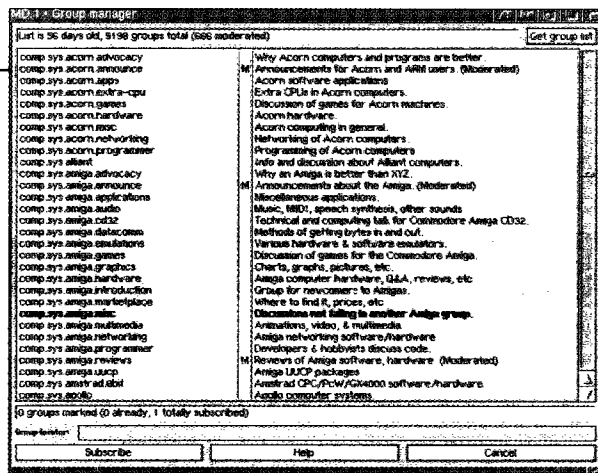 MD.1 • Group manager
List is 56 days old, 5198 groups total (666 moderated) Get group list
comp.sys.acorn.advocacy Why Acorn computers and programs are better.
comp.sys.acorn.announce M Announcements for Acorn and ARM users. (Moderated)
comp.sys.acorn.apps Acorn software applications
comp.sys.acorn.extra-cpu Extra CPUs in Acorn computers.
comp.sys.acorn.games Discussion of games for Acorn machines.
comp.sys.acorn.hardware Acorn hardware.
comp.sys.acorn.misc Acorn computing in general.
comp.sys.acorn.networking Networking of Acorn computers.
comp.sys.acorn.programmer Programming of Acorn computers
comp.sys.alliant Info and discussion about Alliant computers.
comp.sys.amiga.advocacy Why an Amiga is better than XYZ.
comp.sys.amiga.announce M Announcements about the Amiga. (Moderated)
comp.sys.amiga.applications Miscellaneous applications.
comp.sys.amiga.audio Music, MIDI, speech synthesis, other sounds
comp.sys.amiga.cd32 Technical and computing talk for Commodore Amiga CD32.
comp.sys.amiga.datacomm Methods of getting bytes in and out.
comp.sys.amiga.emulations Various hardware & software emulators.
comp.sys.amiga.games Discussion of games for the Commodore Amiga.
comp.sys.amiga.graphics Charts, graphs, pictures, etc.
comp.sys.amiga.hardware Amiga computer hardware, Q&A, reviews, etc
comp.sys.amiga.introduction Group for newcomers to Amigas.
comp.sys.amiga.marketplace Where to find it, prices, etc
comp.sys.amiga.misc Discussions not falling in another Amiga group.
comp.sys.amiga.multimedia Animations, video, & multimedia
comp.sys.amiga.networking Amiga networking software/hardware
comp.sys.amiga.programmer Developers & hobbyists discuss code.
comp.sys.amiga.reviews M Reviews of Amiga software, hardware (Moderated)
comp.sys.amiga.uucp Amiga UUCP packages
comp.sys.amstrad.8bit Amstrad CPC/PcW/GX4000 software/hardware.
comp.sys.apollo Apollo computer systems
0 groups marked (0 already, 1 totally subscribed)
Subscribe Help Cancel